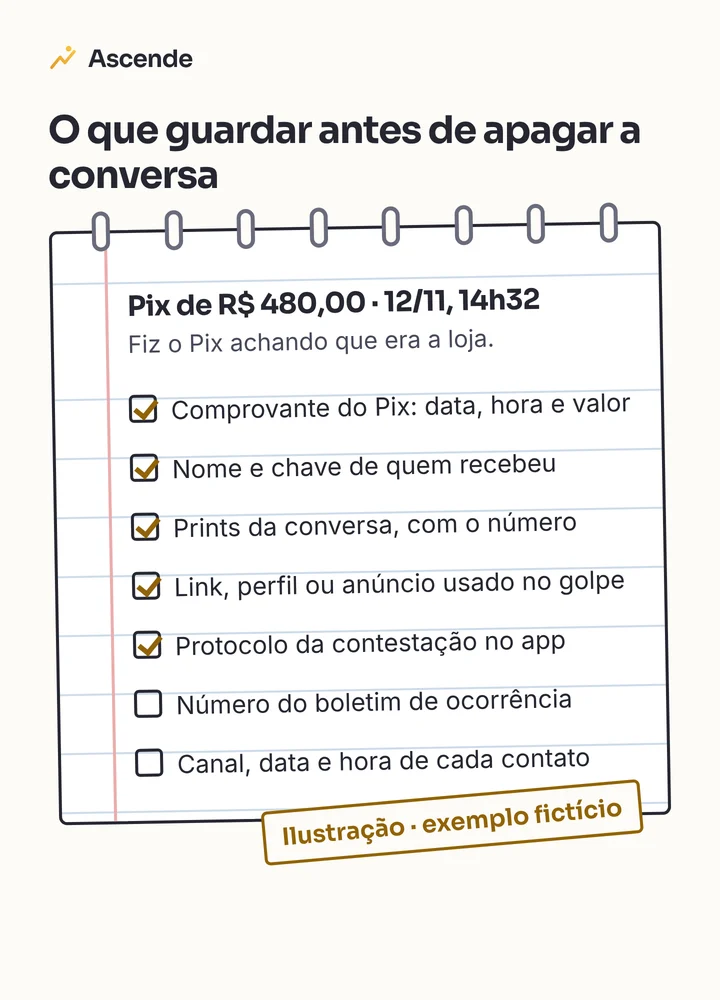 Ascende
O que guardar antes de apagar a
conversa
Pix de R$ 480,00 · 12/11, 14h32
Fiz o Pix achando que era a loja.
Comprovante do Pix: data, hora e valor
Nome e chave de quem recebeu
Prints da conversa, com o número
Link, perfil ou anúncio usado no golpe
Protocolo da contestação no app
Número do boletim de ocorrência
Canal, data e hora de cada contato
Ilustração · exemplo fictício